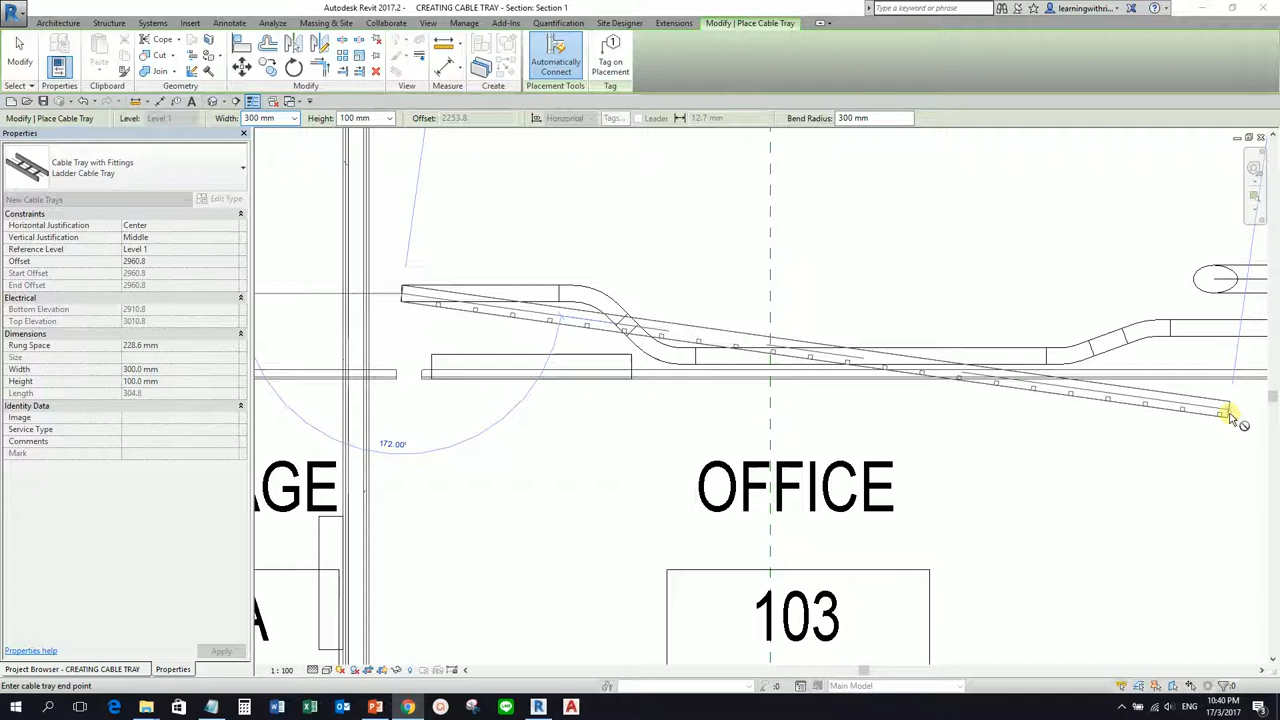 Autodesk Revit 2017.2 - CREATING CABLE TRAY - Section: Section 1
Type a keyword or phrase
learningwithri...
Architecture Structure Systems Insert Annotate Analyze Massing & Site Collaborate View Manage Add-Ins Quantification Site Designer Extensions Modify | Place Cable Tray
Modify
Paste
Cope
Cut
Join
Automatically
Connect
Tag on
Placement
Select Properties Clipboard Geometry Modify View Measure Create Placement Tools Tag
Modify | Place Cable Tray Level: Level 1 Width: 300 mm Height: 100 mm Offset: 2253.8 Horizontal Tags... Leader 12.7 mm Bend Radius: 300 mm
Properties
Cable Tray with Fittings
Ladder Cable Tray
New Cable Trays Edit Type
Constraints
Horizontal Justification Center
Vertical Justification Middle
Reference Level Level 1
Offset 2960.8
Start Offset 2960.8
End Offset 2960.8
Electrical
Bottom Elevation 2910.8
Top Elevation 3010.8
Dimensions
Rung Space 228.6 mm
Size
Width 300.0 mm
Height 100.0 mm
Length 304.8
Identity Data
Image
Service Type
Comments
Mark
172.00°
AGE OFFICE
A 103
Properties help Apply
Project Browser - CREATING CABLE TRAY Properties
1 : 100
Enter cable tray end point
:0 Main Model :0
10:40 PM
17/3/2017